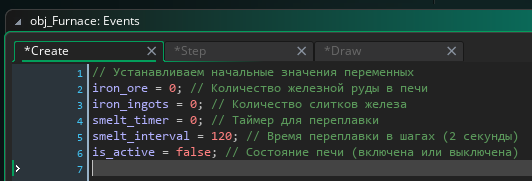 obj_Furnace: Events
*Create
*Step
*Draw
1 // Устанавливаем начальные значения переменных
2 iron_ore = 0; // Количество железной руды в печи
3 iron_ingots = 0; // Количество слитков железа
4 smelt_timer = 0; // Таймер для переплавки
5 smelt_interval = 120; // Время переплавки в шагах (2 секунды)
6 is_active = false; // Состояние печи (включена или выключена)
7